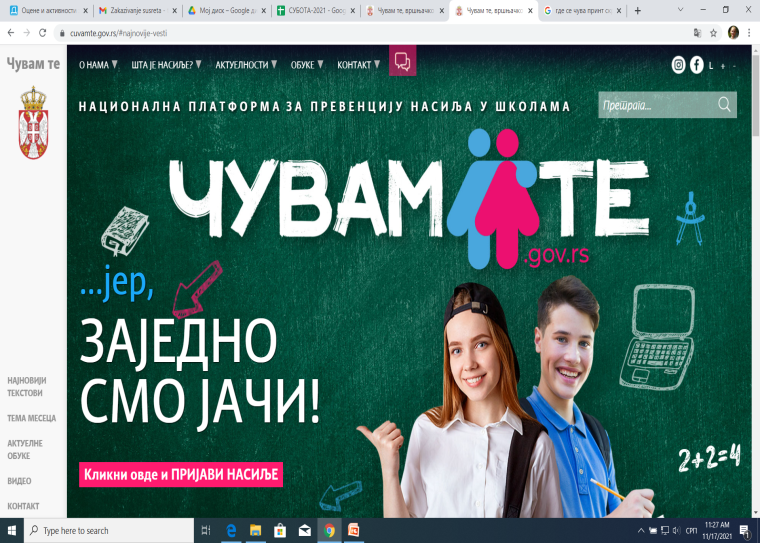 Оцене и активности
Zakazivanje susreta -
Мој диск – Google ди
СУБОТА-2021 - Goog
Чувам те, вршњачко
Чувам те, вршњачко
где се чува принт ск
cuvamte.gov.rs/#najnovije-vesti
Чувам те
О НАМА
ШТА ЈЕ НАСИЉЕ?
АКТУЕЛНОСТИ
ОБУКЕ
КОНТАКТ
L + -
НАЦИОНАЛНА ПЛАТФОРМА ЗА ПРЕВЕНЦИЈУ НАСИЉА У ШКОЛАМА
Претрага...
ЧУВАМ ТЕ
.gov.rs
...јер,
ЗАЈЕДНО
СМО ЈАЧИ!
НАЈНОВИЈИ
ТЕКСТОВИ
ТЕМА МЕСЕЦА
АКТУЕЛНЕ
ОБУКЕ
ВИДЕО
КОНТАКТ
Кликни овде и ПРИЈАВИ НАСИЉЕ
2+2=4
Type here to search
СРП
11:27 AM
11/17/2021